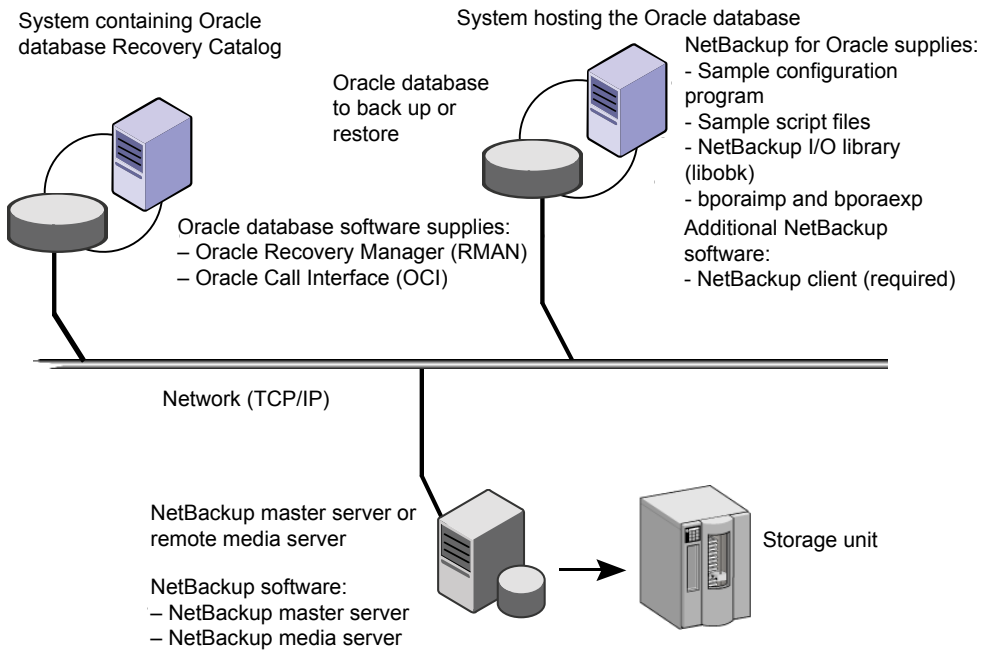 System containing Oracle
database Recovery Catalog
System hosting the Oracle database
Oracle database
to back up or
restore
NetBackup for Oracle supplies:
- Sample configuration
program
- Sample script files
- NetBackup I/O library
(libobk)
- bporaimp and bporaexp
Additional NetBackup
software:
- NetBackup client (required)
Oracle database software supplies:
– Oracle Recovery Manager (RMAN)
– Oracle Call Interface (OCI)
Network (TCP/IP)
NetBackup master server or
remote media server
NetBackup software:
– NetBackup master server
– NetBackup media server
Storage unit